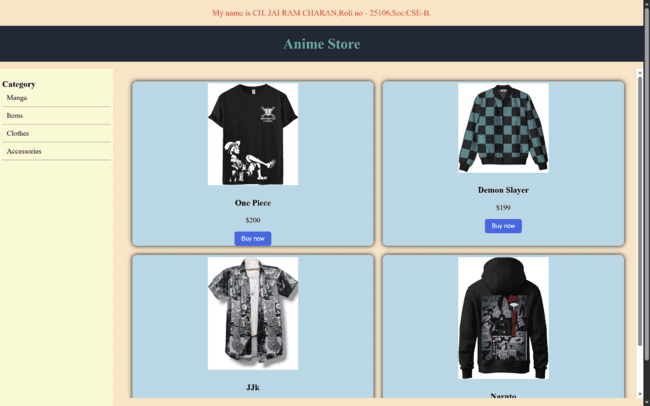 My name is CH. JAI RAM CHARAN,Roll no - 25106,Sec:CSE-B.
Anime Store
Category
Manga
Items
Clothes
Accessories
One Piece
$200
Buy now
Demon Slayer
$199
Buy now
JJk
Naruto